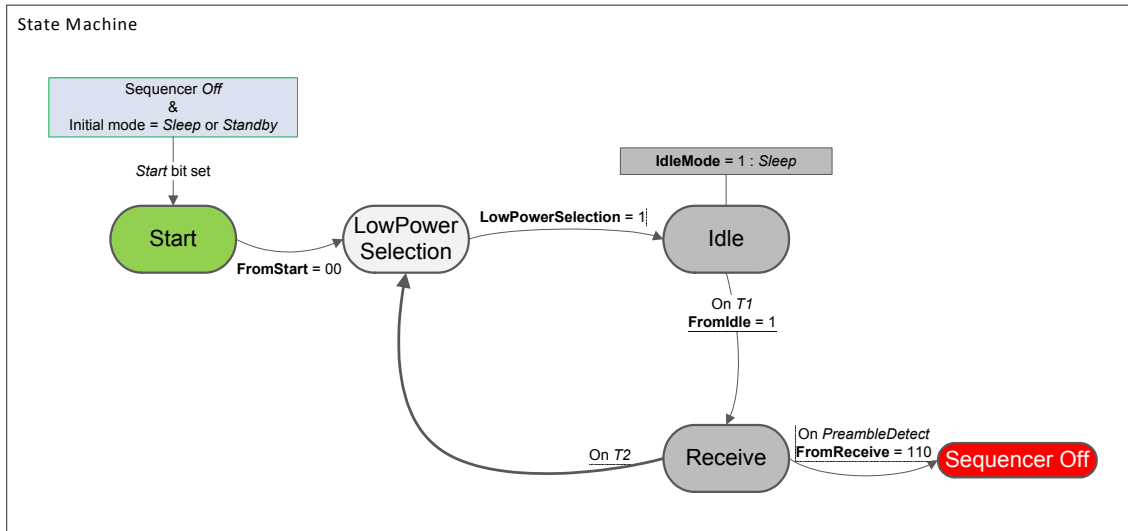 State Machine
Sequencer Off
&
Initial mode = Sleep or Standby
Start bit set
IdleMode = 1 : Sleep
Start
FromStart = 00
LowPower
Selection
LowPowerSelection = 1
Idle
On T1
FromIdle = 1
On T2
Receive
On PreambleDetect
FromReceive = 110
Sequencer Off